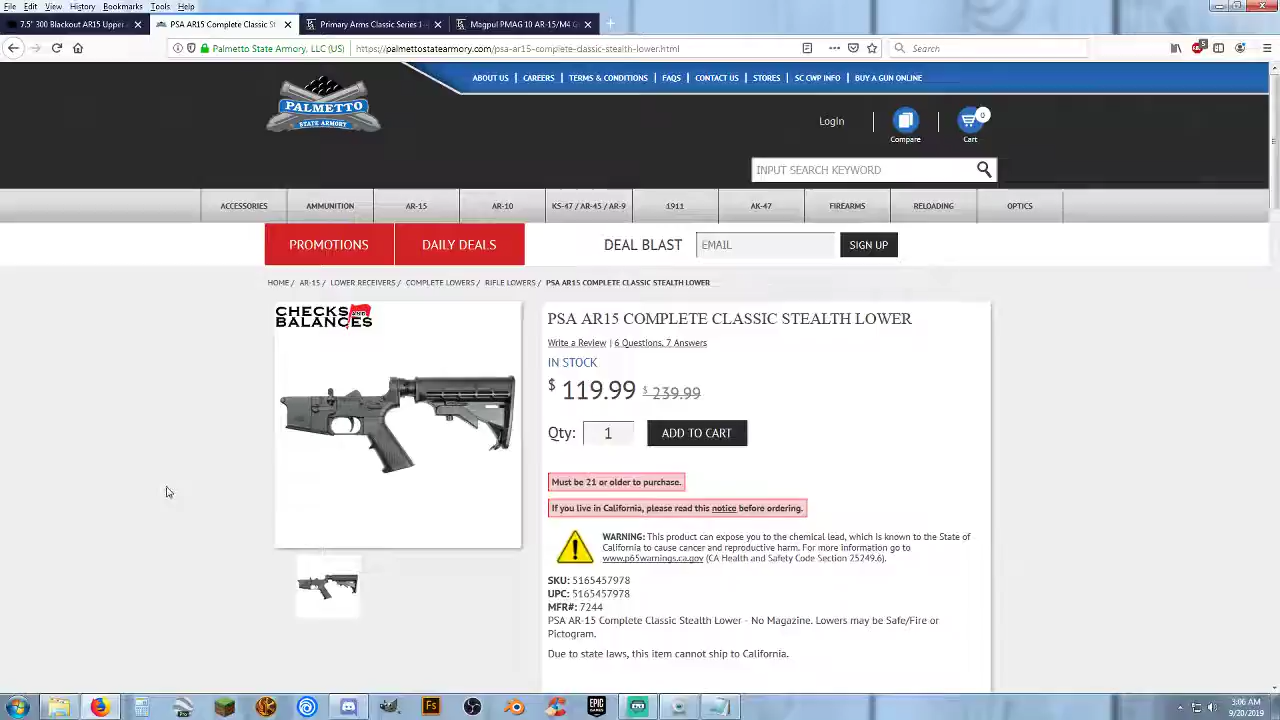 File Edit View History Bookmarks Tools Help
7.5" 300 Blackout AR15 Upper
PSA AR15 Complete Classic St
Primary Arms Classic Series 1
Magpul PMAG 10 AR-15/M4 G
Palmetto State Armory, LLC (US)
https://palmettostatearmory.com/psa-ar15-complete-classic-stealth-lower.html
Search
ABOUT US CAREERS TERMS & CONDITIONS FAQS CONTACT US STORES SC CWP INFO BUY A GUN ONLINE
PALMETTO
STATE ARMORY
Login
Compare
0
Cart
INPUT SEARCH KEYWORD
ACCESSORIES AMMUNITION AR-15 AR-10 KS-47 / AR-45 / AR-9 1911 AK-47 FIREARMS RELOADING OPTICS
PROMOTIONS DAILY DEALS DEAL BLAST EMAIL SIGN UP
HOME / AR-15 / LOWER RECEIVERS / COMPLETE LOWERS / RIFLE LOWERS / PSA AR15 COMPLETE CLASSIC STEALTH LOWER
CHECKS AND
BALANCES
PSA AR15 COMPLETE CLASSIC STEALTH LOWER
Write a Review | 6 Questions, 7 Answers
IN STOCK
$ 119.99 $ 239.99
Qty: 1 ADD TO CART
Must be 21 or older to purchase.
If you live in California, please read this notice before ordering.
WARNING: This product can expose you to the chemical lead, which is known to the State of
California to cause cancer and reproductive harm. For more information go to
www.p65warnings.ca.gov (CA Health and Safety Code Section 25249.6).
SKU: 5165457978
UPC: 5165457978
MFR#: 7244
PSA AR-15 Complete Classic Stealth Lower - No Magazine. Lowers may be Safe/Fire or
Pictogram.
Due to state laws, this item cannot ship to California.
Fs
EPIC
GAMES
3:06 AM
9/20/2019